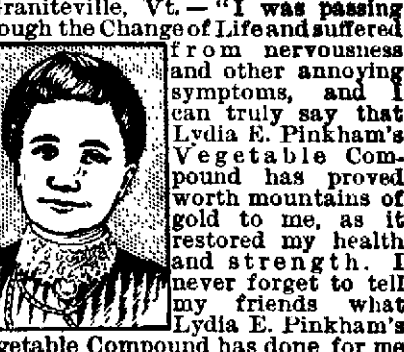 raniteville, Vt. — "I was passing
ough the Change of Life and suffered
from nervousness
and other annoying
symptoms, and I
can truly say that
Lydia E. Pinkham's
Vegetable Com-
pound has proved
worth mountains of
gold to me, as it
restored my health
and strength. I
never forget to tell
my friends what
Lydia E. Pinkham's
getable Compound has done for me